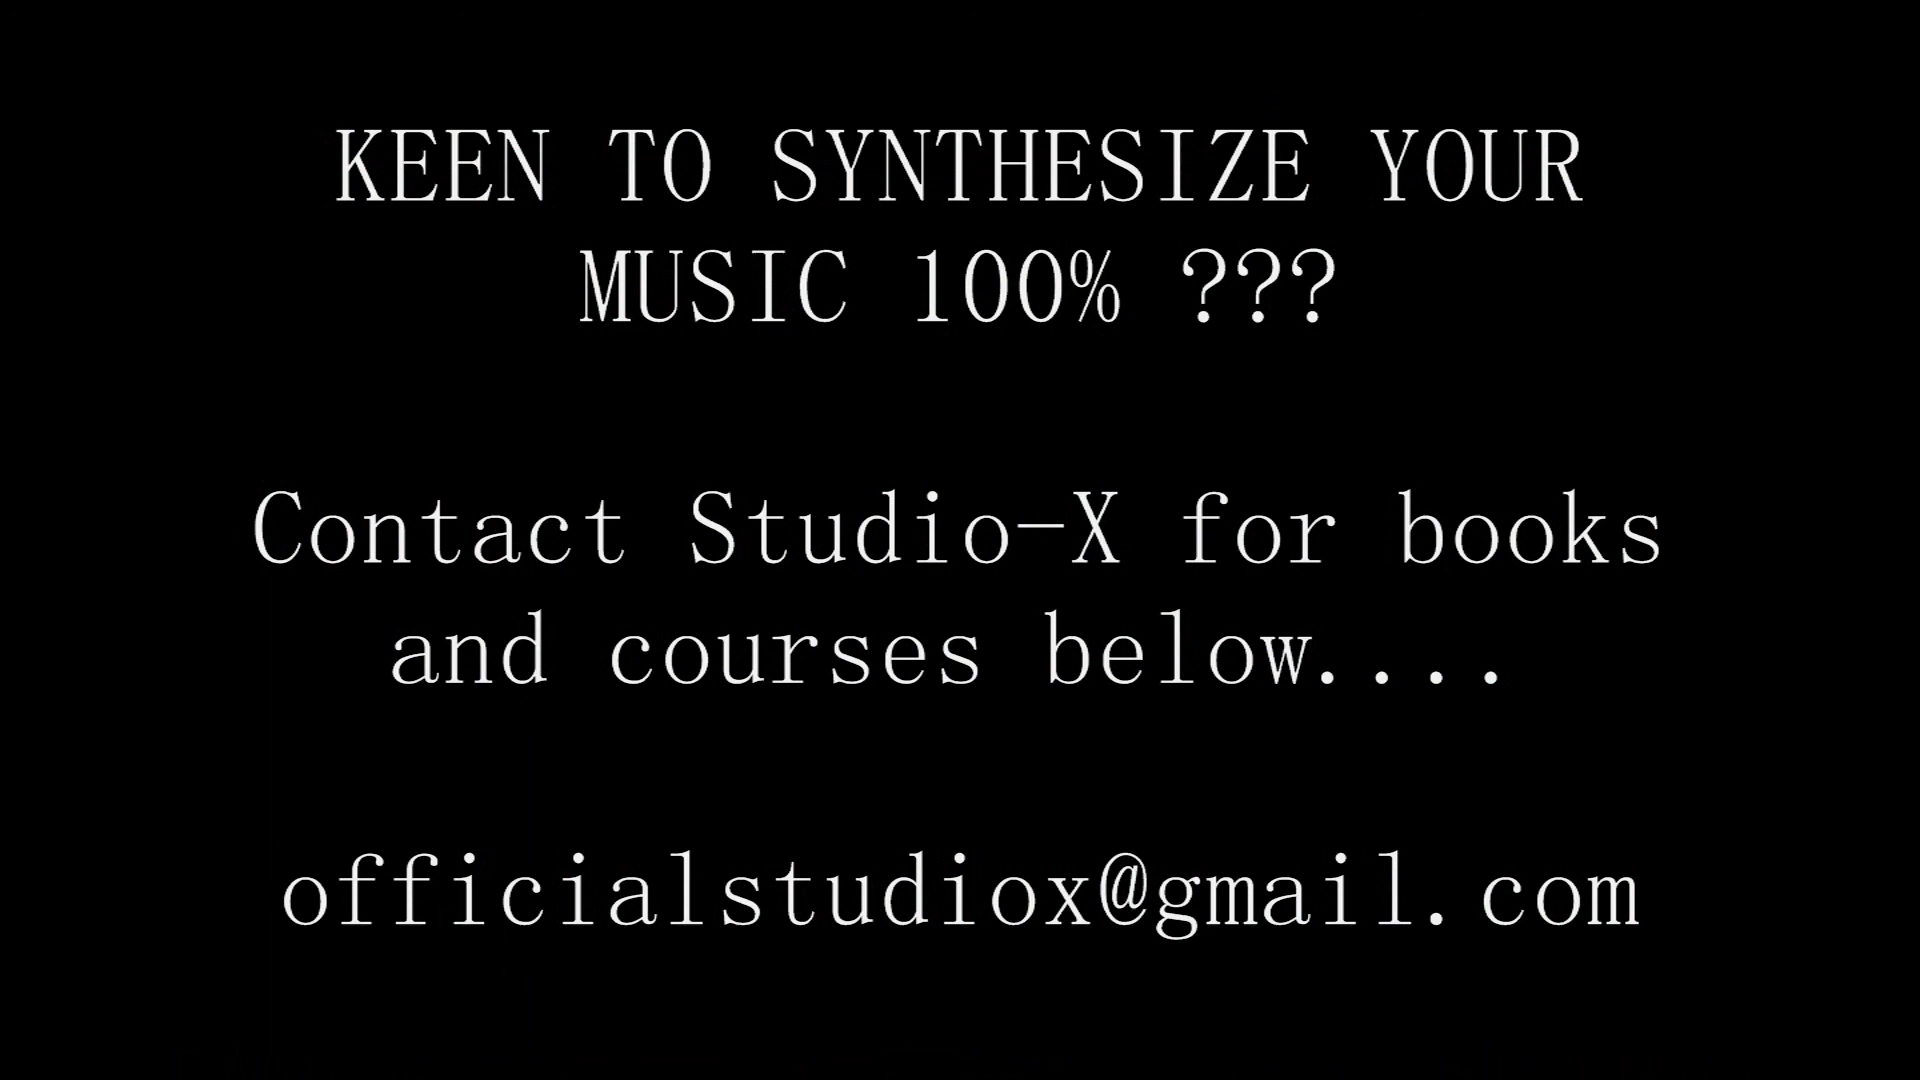 KEEN TO SYNTHESIZE YOUR
MUSIC 100% ???
Contact Studio-X for books
and courses below....
officialstudiox@gmail.com